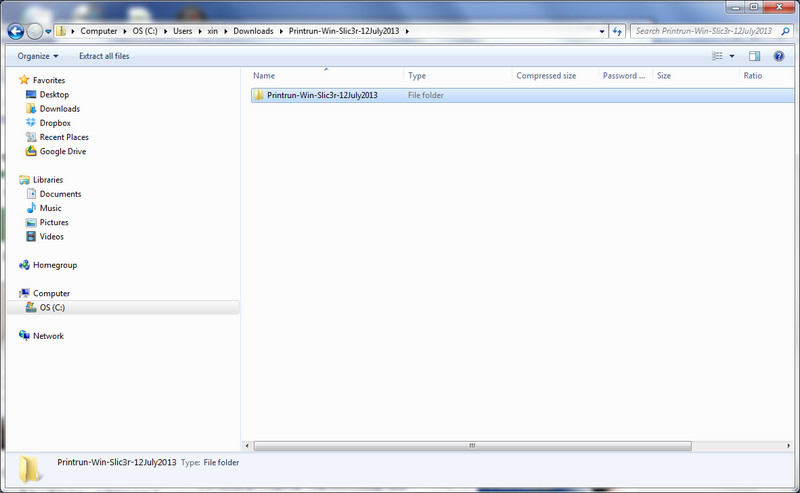 Computer ▸ OS (C:) ▸ Users ▸ xin ▸ Downloads ▸ Printrun-Win-Slic3r-12July2013 ▸
Search Printrun-Win-Slic3r-12July2013
Organize Extract all files
Name Type Compressed size Password ... Size Ratio
Printrun-Win-Slic3r-12July2013 File folder
Favorites
Desktop
Downloads
Dropbox
Recent Places
Google Drive
Libraries
Documents
Music
Pictures
Videos
Homegroup
Computer
OS (C:)
Network
Printrun-Win-Slic3r-12July2013 Type: File folder